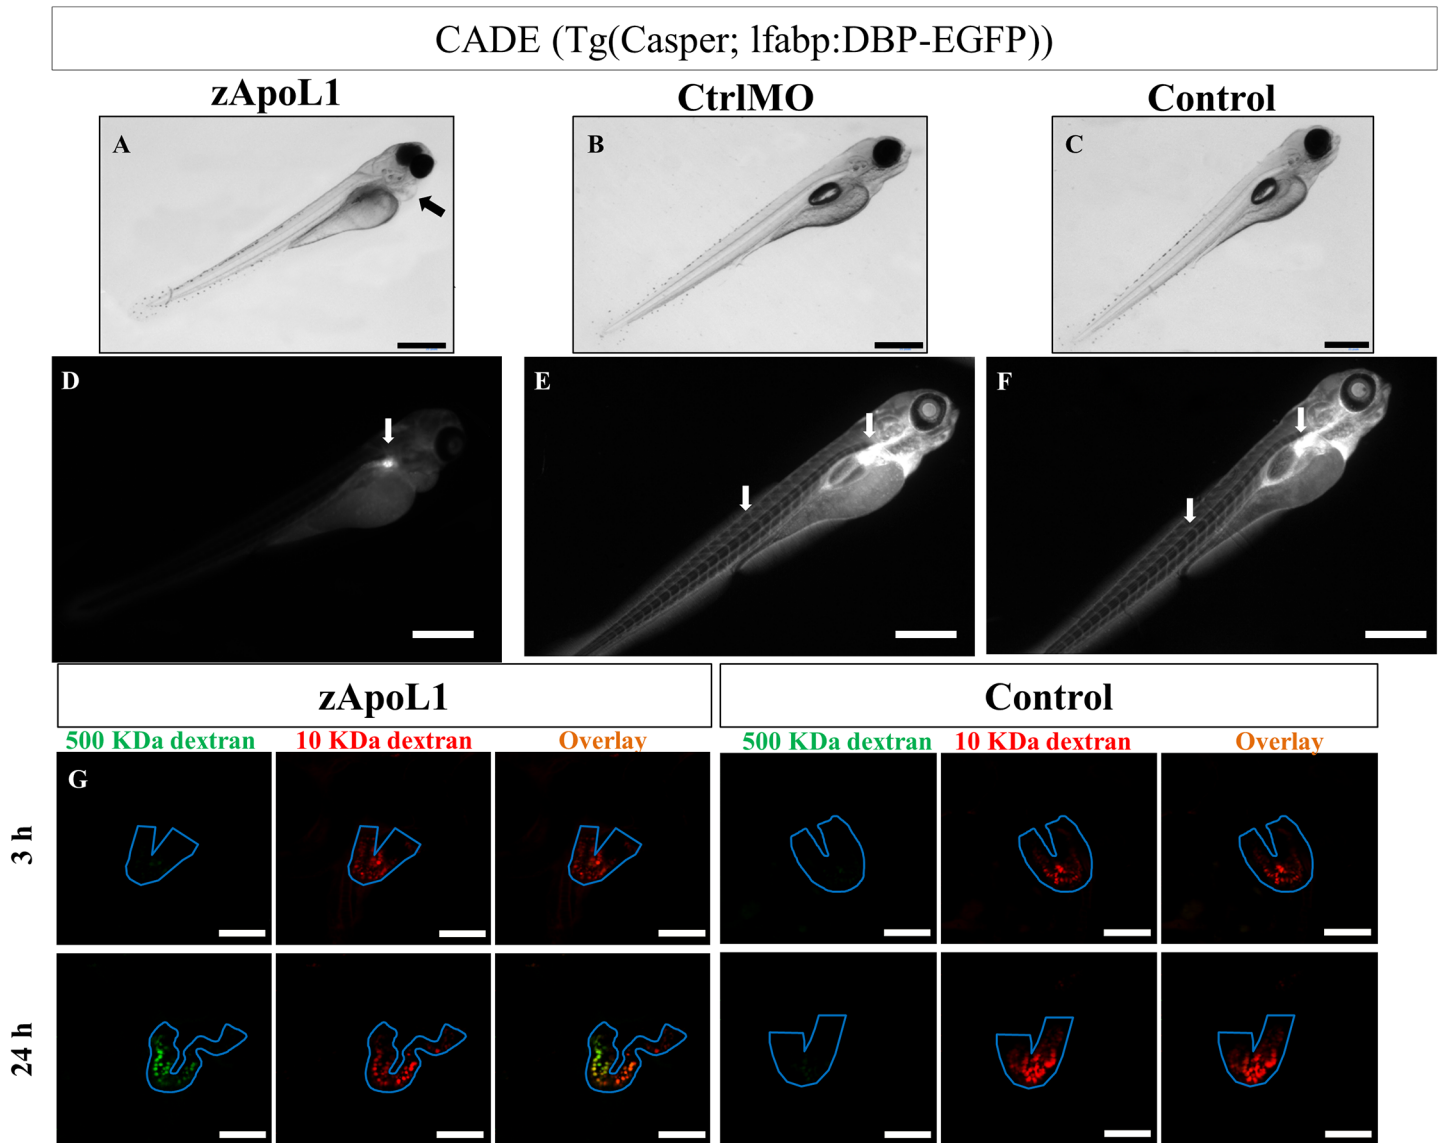 CADE (Tg(Casper; lfabp:DBP-EGFP))
zApoL1 CtrlMO Control
A B C
D E F
zApoL1 Control
500 KDa dextran 10 KDa dextran Overlay 500 KDa dextran 10 KDa dextran Overlay
G
3 h
24 h